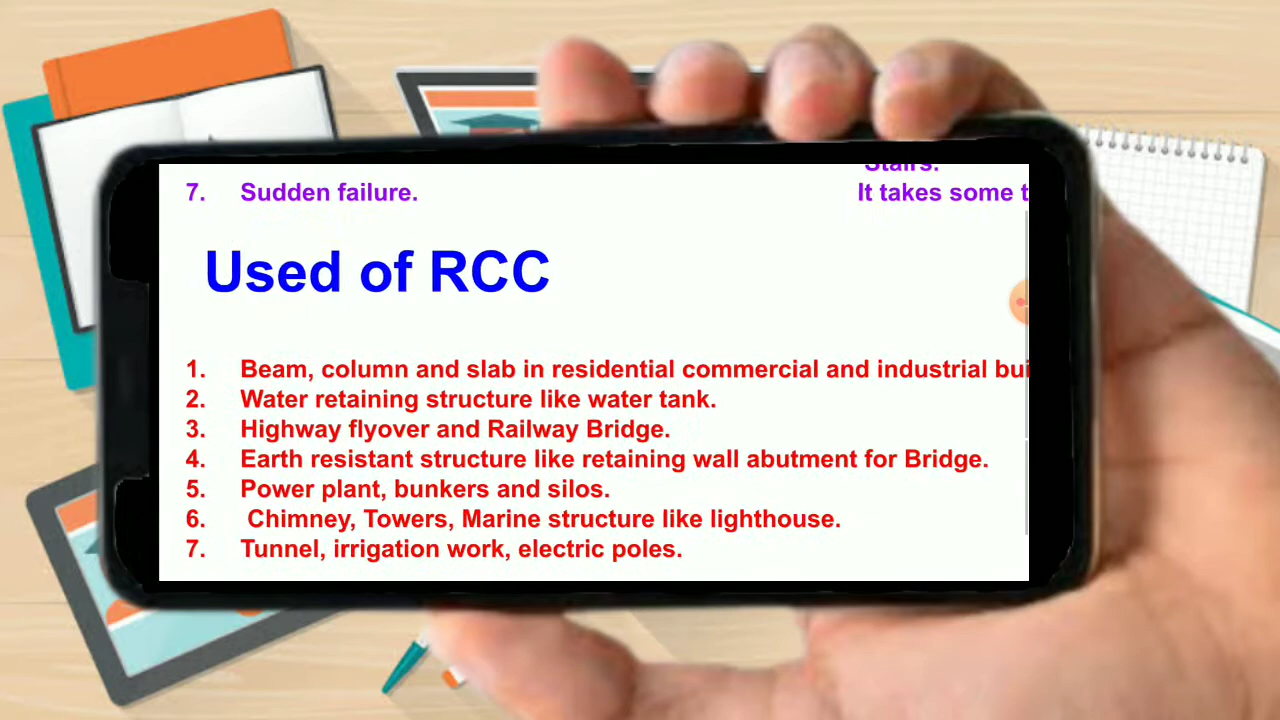 Stairs.
7. Sudden failure. It takes some t
Used of RCC
1. Beam, column and slab in residential commercial and industrial bui
2. Water retaining structure like water tank.
3. Highway flyover and Railway Bridge.
4. Earth resistant structure like retaining wall abutment for Bridge.
5. Power plant, bunkers and silos.
6. Chimney, Towers, Marine structure like lighthouse.
7. Tunnel, irrigation work, electric poles.